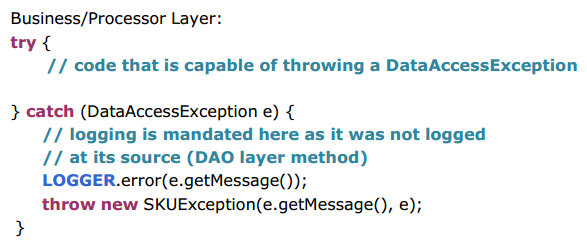 Business/Processor Layer:
try {
// code that is capable of throwing a DataAccessException
} catch (DataAccessException e) {
// logging is mandated here as it was not logged
// at its source (DAO layer method)
LOGGER.error(e.getMessage());
throw new SKUException(e.getMessage(), e);
}